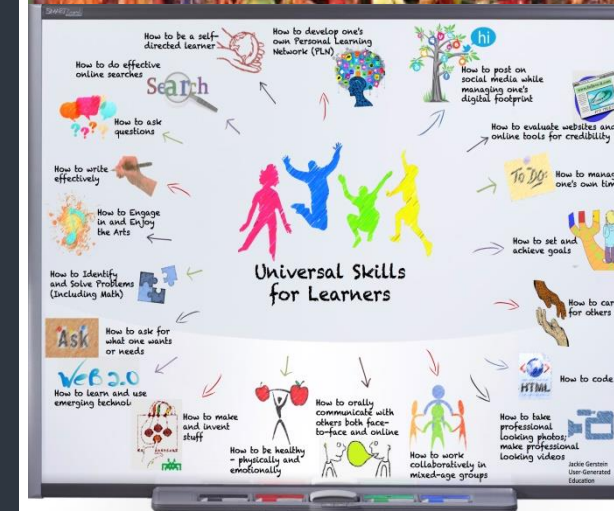 SMART
How to be a self-
directed learner
How to develop one's
own Personal Learning
Network (PLN)
hi
How to do effective
online searches
Search
How to post on
social media while
managing one's
digital footprint
How to ask
questions
How to evaluate websites and
online tools for credibility
How to write
effectively
To DO:
How to manag
one's own tim
How to Engage
in and Enjoy
the Arts
How to set and
achieve goals
Universal Skills
for Learners
How to Identify
and Solve Problems
(Including Math)
How to car
for others
Ask
How to ask for
what one wants
or needs
WEB 2.0
How to learn and use
emerging technol
HTML
How to code
How to make
and invent
stuff
How to be healthy
- physically and
emotionally
How to orally
communicate with
others both face-
to-face and online
How to work
collaboratively in
mixed-age groups
How to take
professional
looking photos;
make professional
looking videos
Jackie Gerstein
User-Generated
Education